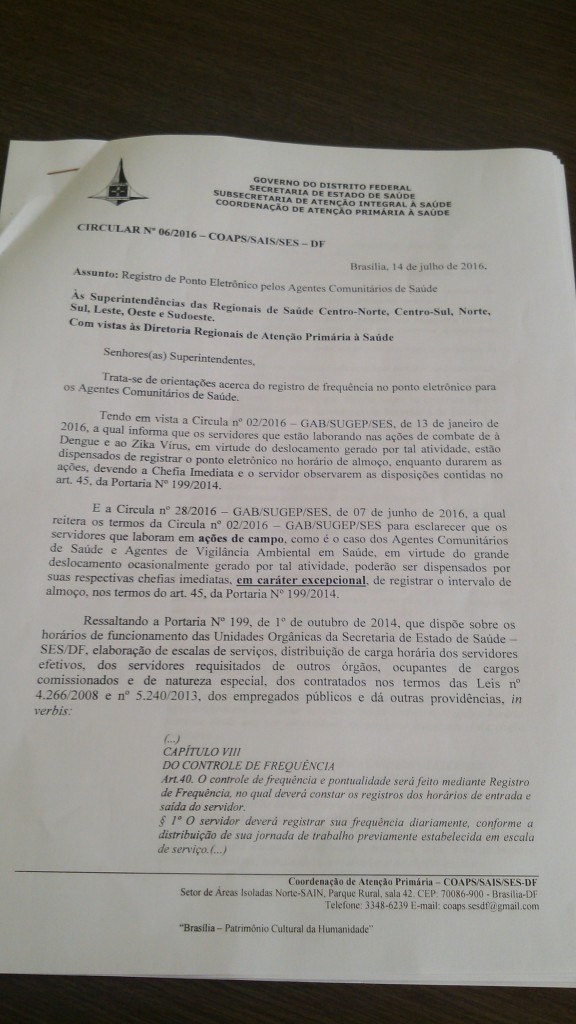 GOVERNO DO DISTRITO FEDERAL
SECRETARIA DE ESTADO DE SAÚDE
SUBSECRETARIA DE ATENÇÃO INTEGRAL À SAÚDE
COORDENAÇÃO DE ATENÇÃO PRIMÁRIA À SAÚDE
CIRCULAR Nº 06/2016 – COAPS/SAIS/SES – DF
Brasília, 14 de julho de 2016.
Assunto: Registro de Ponto Eletrônico pelos Agentes Comunitários de Saúde
Às Superintendências das Regionais de Saúde Centro-Norte, Centro-Sul, Norte,
Sul, Leste, Oeste e Sudoeste.
Com vistas às Diretoria Regionais de Atenção Primária à Saúde
Senhores(as) Superintendentes,
Trata-se de orientações acerca do registro de frequência no ponto eletrônico para
os Agentes Comunitários de Saúde.
Tendo em vista a Circula nº 02/2016 – GAB/SUGEP/SES, de 13 de janeiro de
2016, a qual informa que os servidores que estão laborando nas ações de combate de à
Dengue e ao Zika Vírus, em virtude do deslocamento gerado por tal atividade, estão
dispensados de registrar o ponto eletrônico no horário de almoço, enquanto durarem as
ações, devendo a Chefia Imediata e o servidor observarem as disposições contidas no
art. 45, da Portaria Nº 199/2014.
E a Circula nº 28/2016 – GAB/SUGEP/SES, de 07 de junho de 2016, a qual
reitera os termos da Circula nº 02/2016 – GAB/SUGEP/SES para esclarecer que os
servidores que laboram em ações de campo, como é o caso dos Agentes Comunitários
de Saúde e Agentes de Vigilância Ambiental em Saúde, em virtude do grande
deslocamento ocasionalmente gerado por tal atividade, poderão ser dispensados por
suas respectivas chefias imediatas, em caráter excepcional, de registrar o intervalo de
almoço, nos termos do art. 45, da Portaria Nº 199/2014.
Ressaltando a Portaria Nº 199, de 1º de outubro de 2014, que dispõe sobre os
horários de funcionamento das Unidades Orgânicas da Secretaria de Estado de Saúde –
SES/DF, elaboração de escalas de serviços, distribuição de carga horária dos servidores
efetivos, dos servidores requisitados de outros órgãos, ocupantes de cargos
comissionados e de natureza especial, dos contratados nos termos das Leis nº
4.266/2008 e nº 5.240/2013, dos empregados públicos e dá outras providências, in
verbis:
(...)
CAPÍTULO VIII
DO CONTROLE DE FREQUÊNCIA
Art.40. O controle de frequência e pontualidade será feito mediante Registro
de Frequência, no qual deverá constar os registros dos horários de entrada e
saída do servidor.
§ 1º O servidor deverá registrar sua frequência diariamente, conforme a
distribuição de sua jornada de trabalho previamente estabelecida em escala
de serviço.(...)
Coordenação de Atenção Primária – COAPS/SAIS/SES-DF
Setor de Áreas Isoladas Norte-SAIN, Parque Rural, sala 42. CEP: 70086-900 - Brasília-DF
Telefone: 3348-6239 E-mail: coaps.sesdf@gmail.com
"Brasília – Patrimônio Cultural da Humanidade"